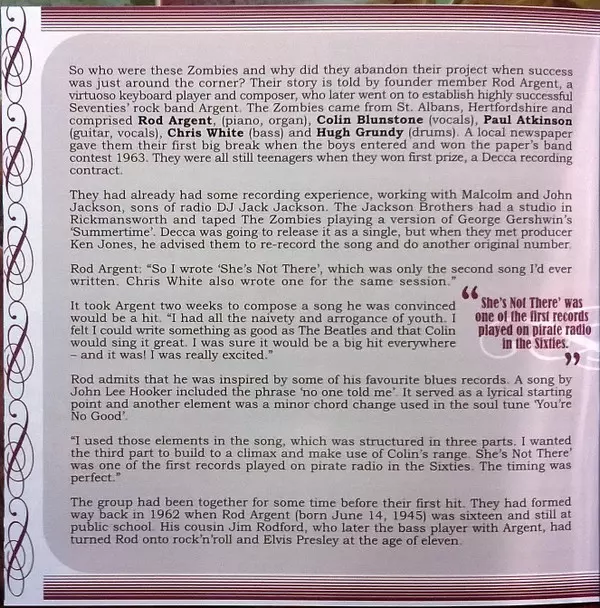 So who were these Zombies and why did they abandon their project when success
was just around the corner? Their story is told by founder member Rod Argent, a
virtuoso keyboard player and composer, who later went on to establish highly successful
Seventies' rock band Argent. The Zombies came from St. Albans, Hertfordshire and
comprised Rod Argent, (piano, organ), Colin Blunstone (vocals), Paul Atkinson
(guitar, vocals), Chris White (bass) and Hugh Grundy (drums). A local newspaper
gave them their first big break when the boys entered and won the paper's band
contest 1963. They were all still teenagers when they won first prize, a Decca recording
contract.
They had already had some recording experience, working with Malcolm and John
Jackson, sons of radio DJ Jack Jackson. The Jackson Brothers had a studio in
Rickmansworth and taped The Zombies playing a version of George Gershwin's
'Summertime'. Decca was going to release it as a single, but when they met producer
Ken Jones, he advised them to re-record the song and do another original number.
Rod Argent: "So I wrote 'She's Not There', which was only the second song I'd ever
written. Chris White also wrote one for the same session."
It took Argent two weeks to compose a song he was convinced
would be a hit. "I had all the naivety and arrogance of youth. I
felt I could write something as good as The Beatles and that Colin
would sing it great. I was sure it would be a big hit everywhere
– and it was! I was really excited."
“
She's Not There' was
one of the first records
played on pirate radio
in the Sixties.
”
Rod admits that he was inspired by some of his favourite blues records. A song by
John Lee Hooker included the phrase 'no one told me'. It served as a lyrical starting
point and another element was a minor chord change used in the soul tune 'You're
No Good'.
"I used those elements in the song, which was structured in three parts. I wanted
the third part to build to a climax and make use of Colin's range. She's Not There'
was one of the first records played on pirate radio in the Sixties. The timing was
perfect."
The group had been together for some time before their first hit. They had formed
way back in 1962 when Rod Argent (born June 14, 1945) was sixteen and still at
public school. His cousin Jim Rodford, who later the bass player with Argent, had
turned Rod onto rock'n'roll and Elvis Presley at the age of eleven.